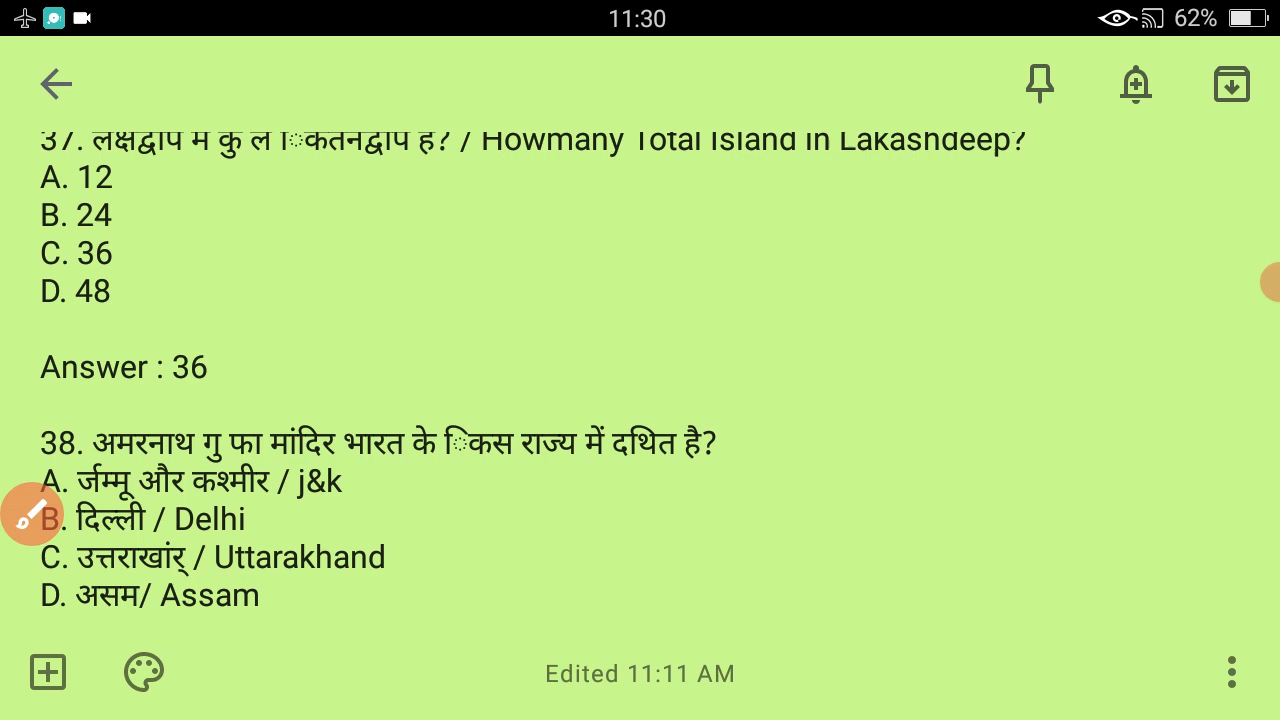 11:30
62%
37. लक्षद्वीप में कु ल िकतनेद्वीप है? / Howmany Total Island in Lakashdeep?
A. 12
B. 24
C. 36
D. 48
Answer : 36
38. अमरनाथ गु फा मांदिर भारत के िकस राज्य में दथित है?
A. र्जम्मू और कश्मीर / j&k
B. दिल्ली / Delhi
C. उत्तराखांर् / Uttarakhand
D. असम/ Assam
Edited 11:11 AM